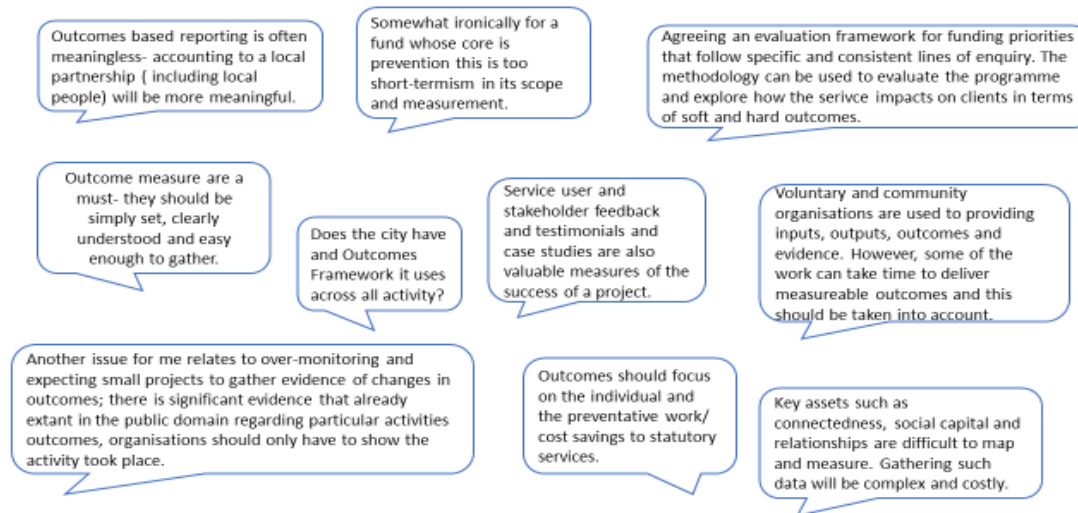 Outcomes based reporting is often
meaningless- accounting to a local
partnership ( including local
people) will be more meaningful.
Somewhat ironically for a
fund whose core is
prevention this is too
short-termism in its scope
and measurement.
Agreeing an evaluation framework for funding priorities
that follow specific and consistent lines of enquiry. The
methodology can be used to evaluate the programme
and explore how the serivce impacts on clients in terms
of soft and hard outcomes.
Outcome measure are a
must- they should be
simply set, clearly
understood and easy
enough to gather.
Does the city have
and Outcomes
Framework it uses
across all activity?
Service user and
stakeholder feedback
and testimonials and
case studies are also
valuable measures of the
success of a project.
Voluntary and community
organisations are used to providing
inputs, outputs, outcomes and
evidence. However, some of the
work can take time to deliver
measureable outcomes and this
should be taken into account.
Another issue for me relates to over-monitoring and
expecting small projects to gather evidence of changes in
outcomes; there is significant evidence that already
extant in the public domain regarding particular activities
outcomes, organisations should only have to show the
activity took place.
Outcomes should focus
on the individual and
the preventative work/
cost savings to statutory
services.
Key assets such as
connectedness, social capital and
relationships are difficult to map
and measure. Gathering such
data will be complex and costly.